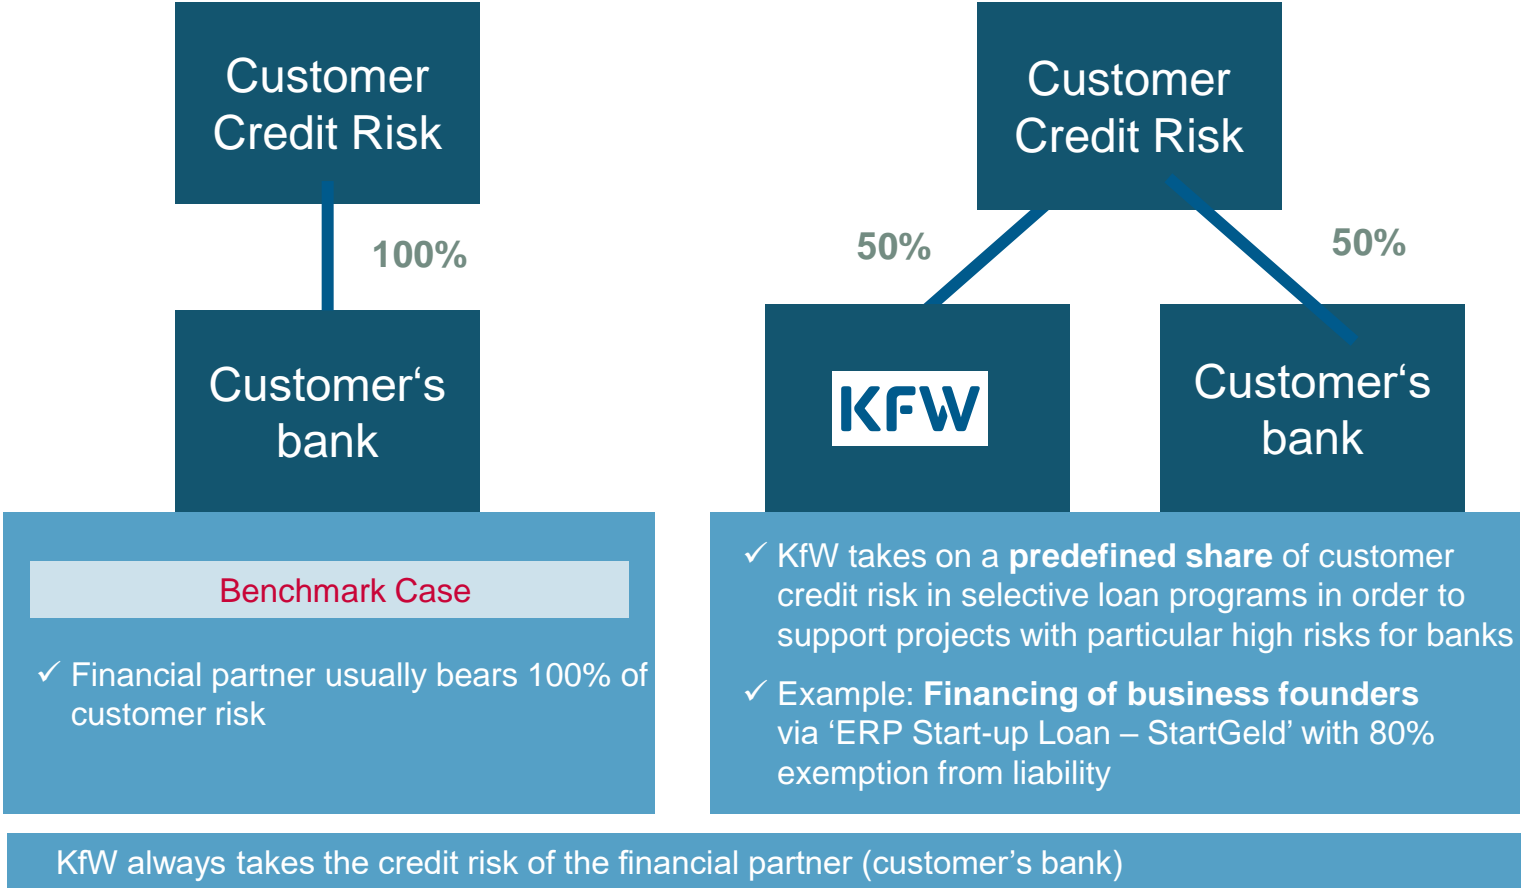 Customer
Credit Risk
100%
Customer‘s
bank
Benchmark Case
✓ Financial partner usually bears 100% of
customer risk
Customer
Credit Risk
50%
50%
KFW
Customer‘s
bank
✓ KfW takes on a predefined share of customer
credit risk in selective loan programs in order to
support projects with particular high risks for banks
✓ Example: Financing of business founders
via ‘ERP Start-up Loan – StartGeld’ with 80%
exemption from liability
KfW always takes the credit risk of the financial partner (customer’s bank)